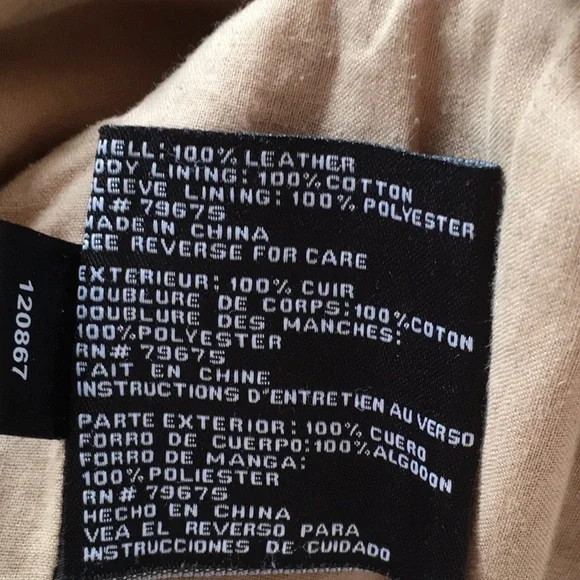 HELL: 100% LEATHER
ODY LINING: 100% COTTON
LEEVE LINING: 100% POLYESTER
N# 79675
MADE IN CHINA
SEE REVERSE FOR CARE
EXTERIEUR: 100% CUIR
DOUBLURE DE CORPS: 100% COTON
DOUBLURE DES MANCHES:
100% POLYESTER
RN# 79675
FAIT EN CHINE
INSTRUCTIONS D'ENTRETIEN AU VERSO
PARTE EXTERIOR: 100% CUERO
FORRO DE CUERPO: 100% ALGODON
FORRO DE MANGA:
100% POLIESTER
RN# 79675
HECHO EN CHINA
VEA EL REVERSO PARA
INSTRUCCIONES DE CUIDADO
120867